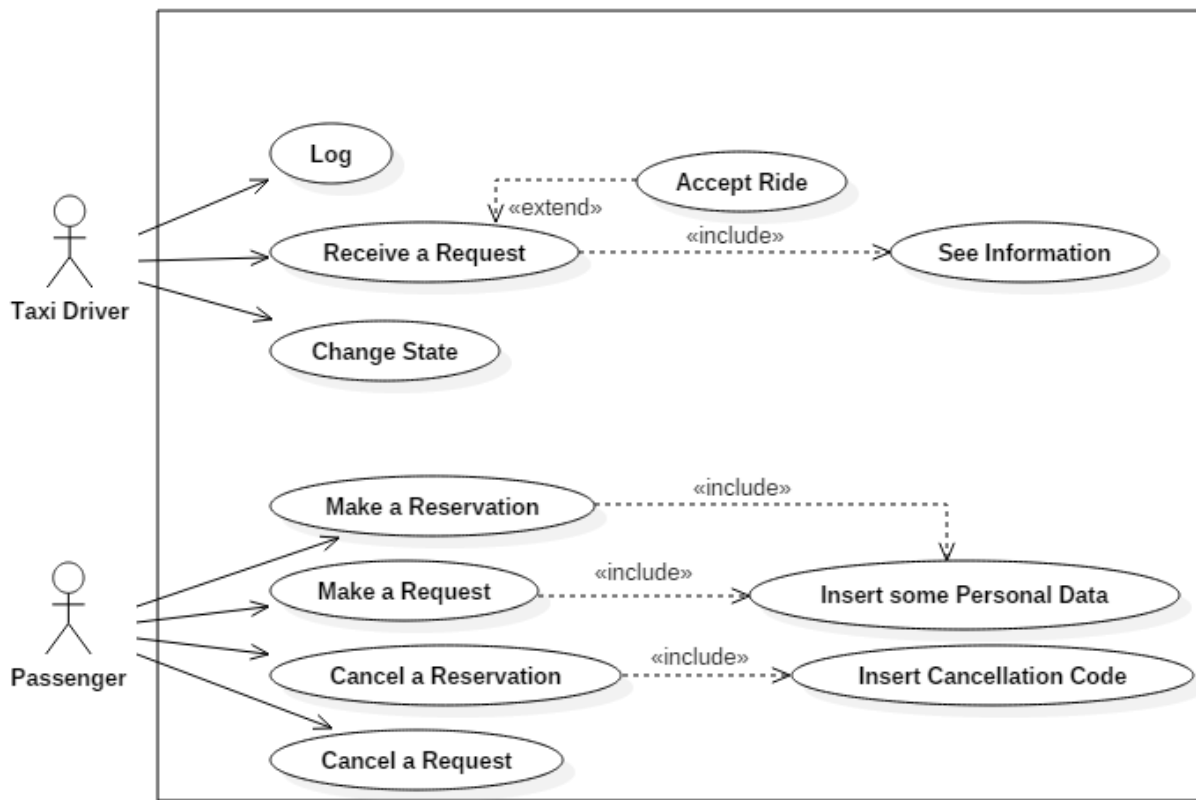 Log
Accept Ride
«extend»
«include»
Receive a Request
See Information
Taxi Driver
Change State
«include»
Make a Reservation
«include»
Make a Request
Insert some Personal Data
«include»
Passenger
Cancel a Reservation
Insert Cancellation Code
Cancel a Request